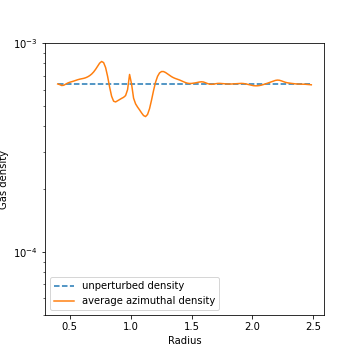 10⁻³
10⁻⁴
Gas density
unperturbed density
average azimuthal density
0.5 1.0 1.5 2.0 2.5
Radius